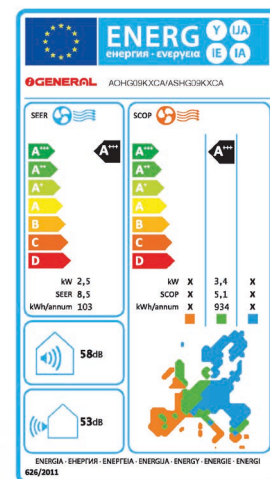 ENERG Y IJA
енергия · ενεργεια IE IA
GENERAL AOHG09KXCA/ASHG09KXCA
SEER SCOP
A+++ A+++ A+++ A+++
A++ A++
A+ A+
A A
B B
C C
D D
kW 2,5 kW X 3,4 X
SEER 8,5 SCOP X 5,1 X
kWh/annum 103 kWh/annum X 934 X
58dB
53dB
ENERGIA · ЕНЕРГИЯ · ΕΝΕΡΓΕΙΑ · ENERGIJA · ENERGY · ENERGIE · ENERGI
626/2011